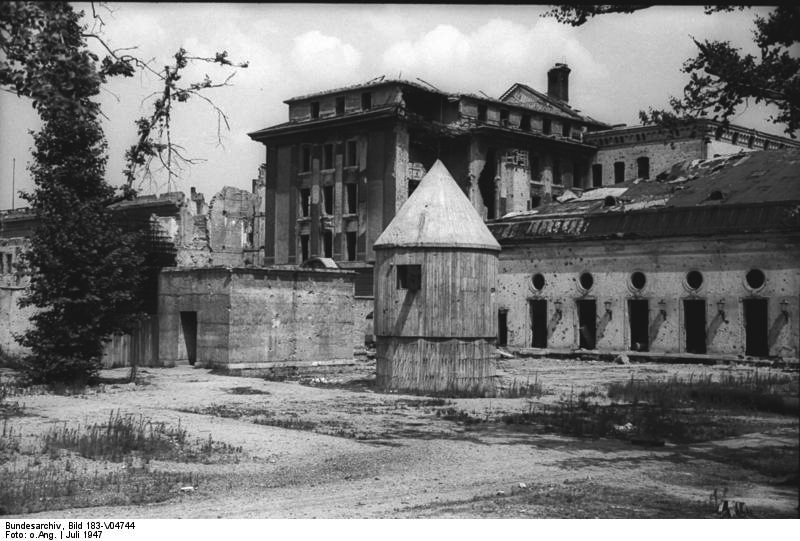 Bundesarchiv, Bild 183-V04744
Foto: o.Ang. | Juli 1947